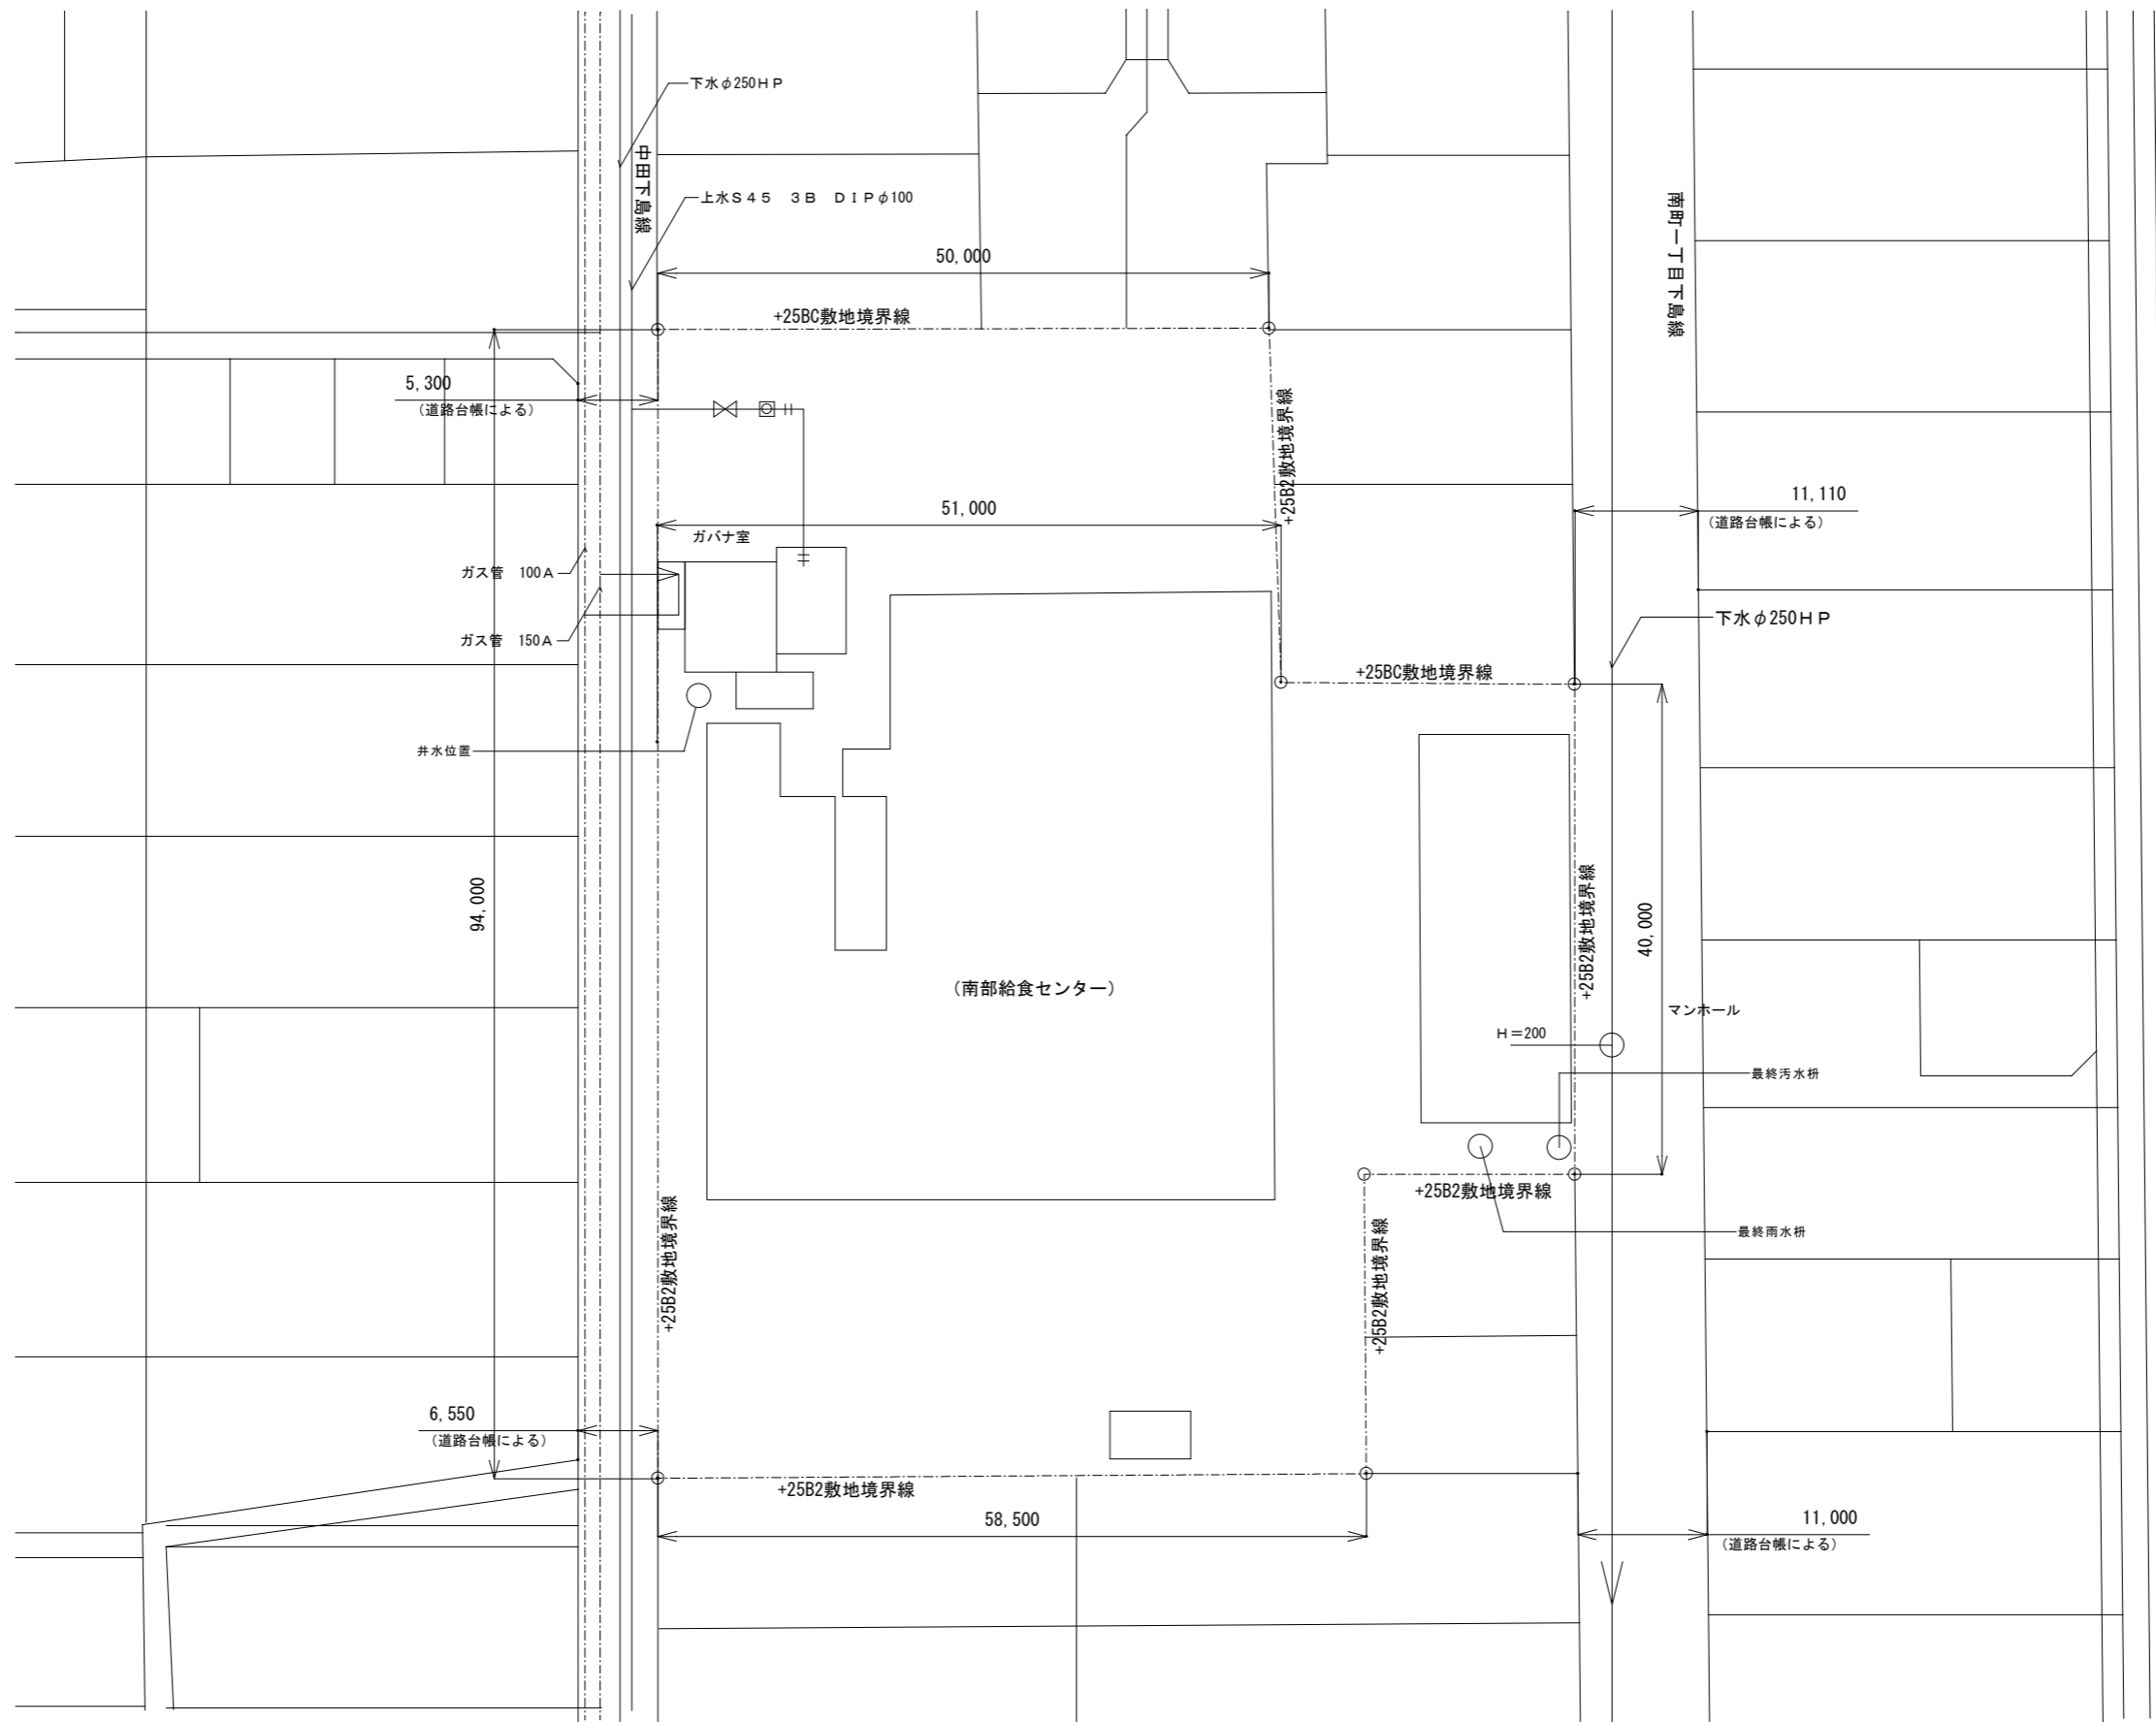 下水φ250HP
中田下島線
上水S45 3B DIPφ100
南町一丁目下島線
50,000
+25BC敷地境界線
5,300
(道路台帳による)
+25B2敷地境界線
51,000
11,110
(道路台帳による)
ガバナ室
ガス管 100A
ガス管 150A
下水φ250HP
+25BC敷地境界線
井水位置
94,000
+25B2敷地境界線
40,000
(南部給食センター)
マンホール
H=200
最終汚水枡
+25B2敷地境界線
最終雨水枡
+25B2敷地境界線
+25B2敷地境界線
6,550
(道路台帳による)
+25B2敷地境界線
58,500
11,000
(道路台帳による)